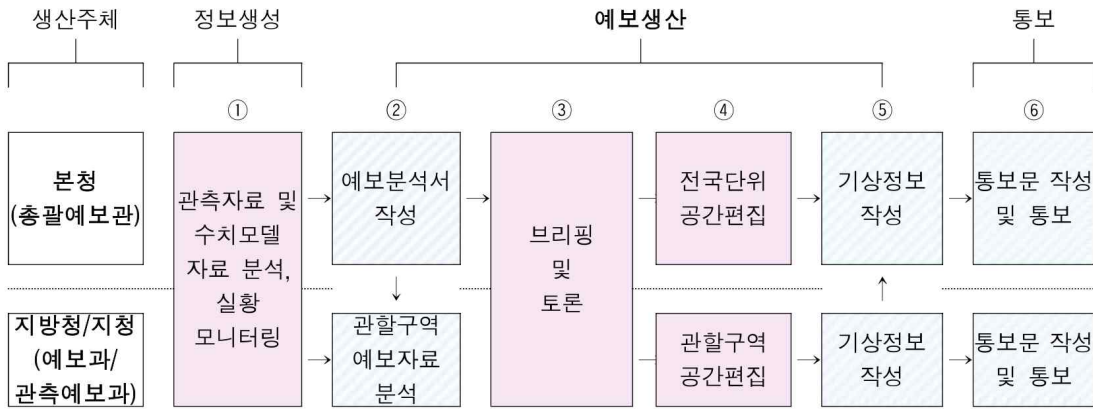 생산주체 정보생성 예보생산 통보
① ② ③ ④ ⑤ ⑥
본청
(총괄예보관)
관측자료 및
수치모델
자료 분석,
실황
모니터링
예보분석서
작성
브리핑
및
토론
전국단위
공간편집
기상정보
작성
통보문 작성
및 통보
지방청/지청
(예보과/
관측예보과)
관할구역
예보자료
분석
관할구역
공간편집
기상정보
작성
통보문 작성
및 통보